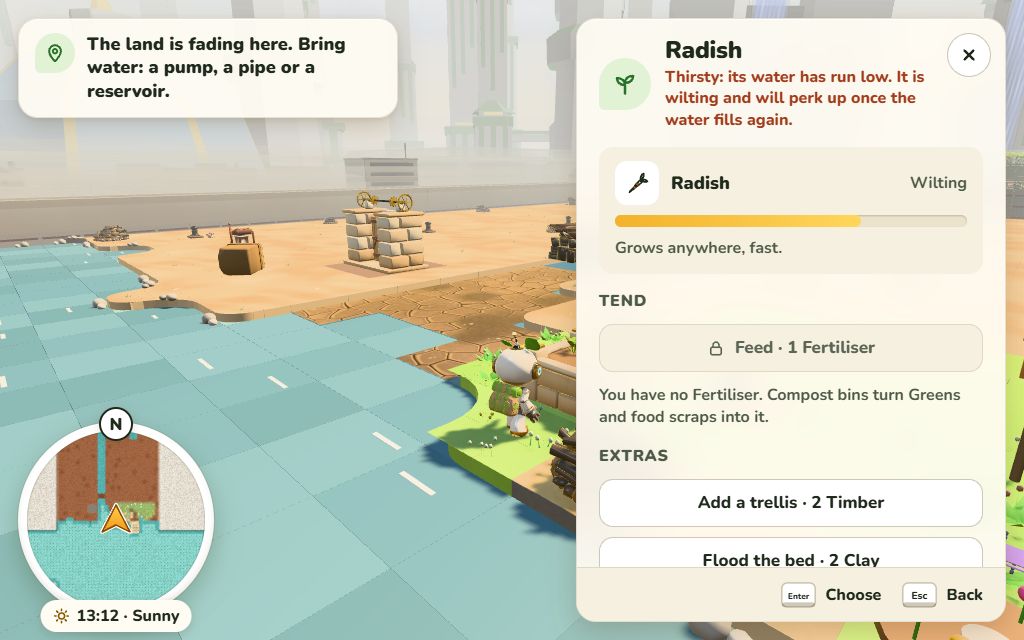 The land is fading here. Bring
water: a pump, a pipe or a
reservoir.
Radish
Thirsty: its water has run low. It is
wilting and will perk up once the
water fills again.
Radish
Wilting
Grows anywhere, fast.
TEND
Feed · 1 Fertiliser
You have no Fertiliser. Compost bins turn Greens
and food scraps into it.
EXTRAS
Add a trellis · 2 Timber
Flood the bed · 2 Clay
Enter Choose Esc Back
N
13:12 · Sunny